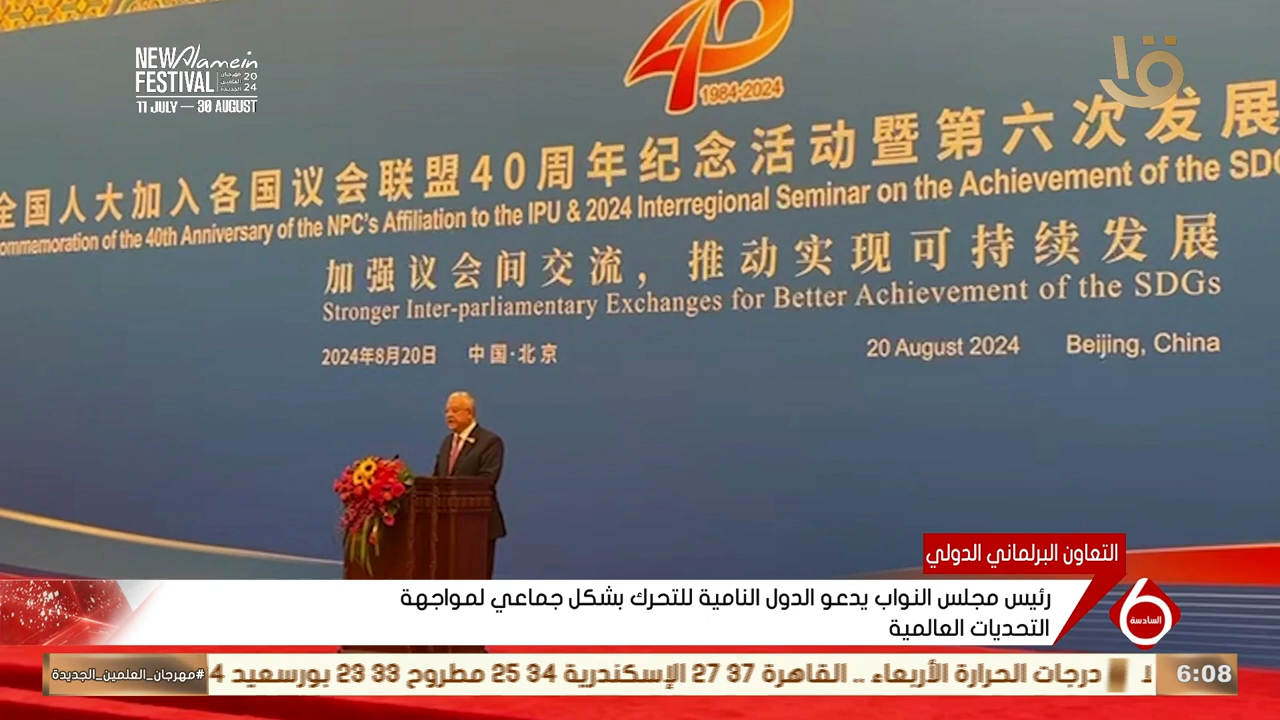 NEW Alamein
FESTIVAL
مهرجان
العلمين
الجديدة
2024
11 JULY — 30 AUGUST
40
1984-2024
全国人大加入各国议会联盟40周年纪念活动暨第六次发展
ommemoration of the 40th Anniversary of the NPC's Affiliation to the IPU & 2024 Interregional Seminar on the Achievement of the SDG
加强议会间交流，推动实现可持续发展
Stronger Inter-parliamentary Exchanges for Better Achievement of the SDGs
2024年8月20日 中国·北京
20 August 2024 Beijing, China
التعاون البرلماني الدولي
رئيس مجلس النواب يدعو الدول النامية للتحرك بشكل جماعي لمواجهة
التحديات العالمية
6
السادسة
درجات الحرارة الأربعاء .. القاهرة 37 27 الإسكندرية 34 25 مطروح 33 23 بورسعيد 4
#مهرجان_العلمين_الجديدة
6:08